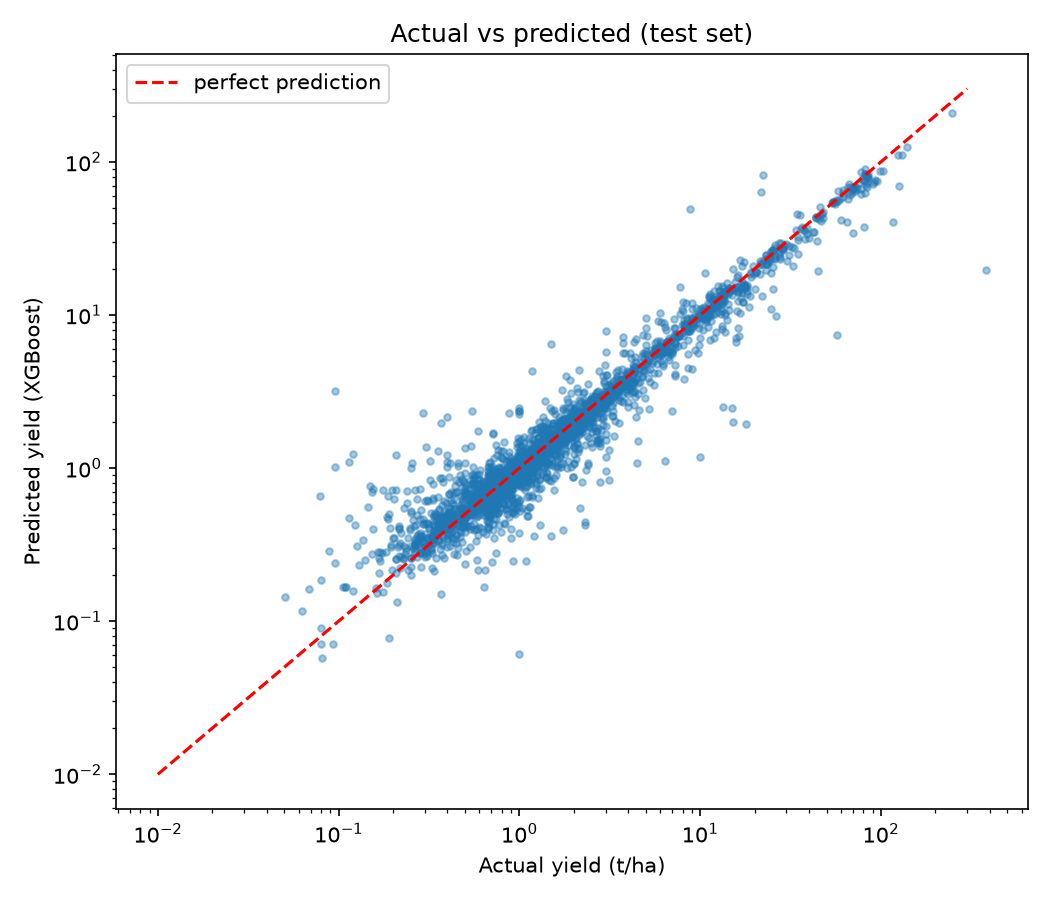 Actual vs predicted (test set)
perfect prediction
Predicted yield (XGBoost)
10²
10¹
10⁰
10⁻¹
10⁻²
10⁻²
10⁻¹
10⁰
10¹
10²
Actual yield (t/ha)